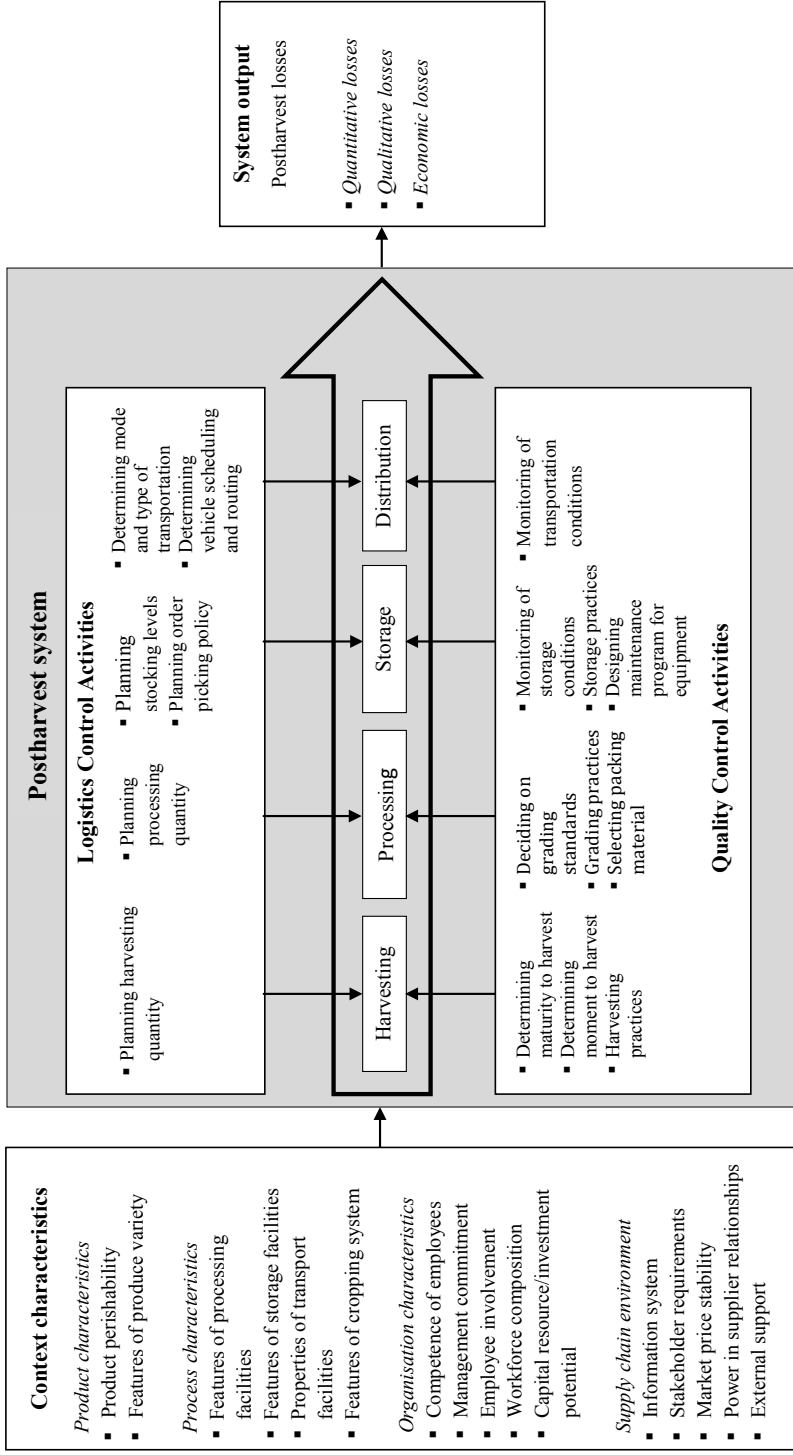 Context characteristics
Product characteristics
▪ Product perishability
▪ Features of produce variety
Process characteristics
▪ Features of processing
facilities
▪ Features of storage facilities
▪ Properties of transport
facilities
▪ Features of cropping system
Organisation characteristics
▪ Competence of employees
▪ Management commitment
▪ Employee involvement
▪ Workforce composition
▪ Capital resource/investment
potential
Supply chain environment
▪ Information system
▪ Stakeholder requirements
▪ Market price stability
▪ Power in supplier relationships
▪ External support
Postharvest system
Logistics Control Activities
▪ Planning harvesting
quantity
▪ Planning
processing
quantity
▪ Planning
stocking levels
▪ Planning order
picking policy
▪ Determining mode
and type of
transportation
▪ Determining
vehicle scheduling
and routing
Harvesting
Processing
Storage
Distribution
▪ Determining
maturity to harvest
▪ Determining
moment to harvest
▪ Harvesting
practices
▪ Deciding on
grading
standards
▪ Grading practices
▪ Selecting packing
material
▪ Monitoring of
storage
conditions
▪ Storage practices
▪ Designing
maintenance
program for
equipment
▪ Monitoring of
transportation
conditions
Quality Control Activities
System output
Postharvest losses
▪ Quantitative losses
▪ Qualitative losses
▪ Economic losses